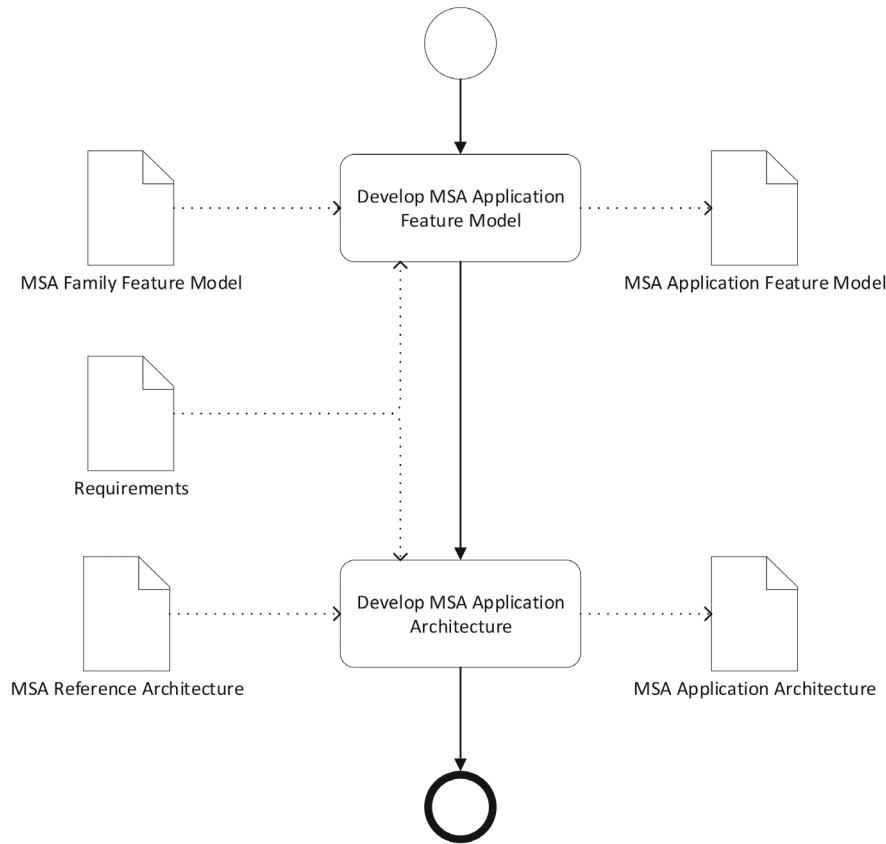 Develop MSA Application
Feature Model
MSA Family Feature Model
MSA Application Feature Model
Requirements
Develop MSA Application
Architecture
MSA Reference Architecture
MSA Application Architecture